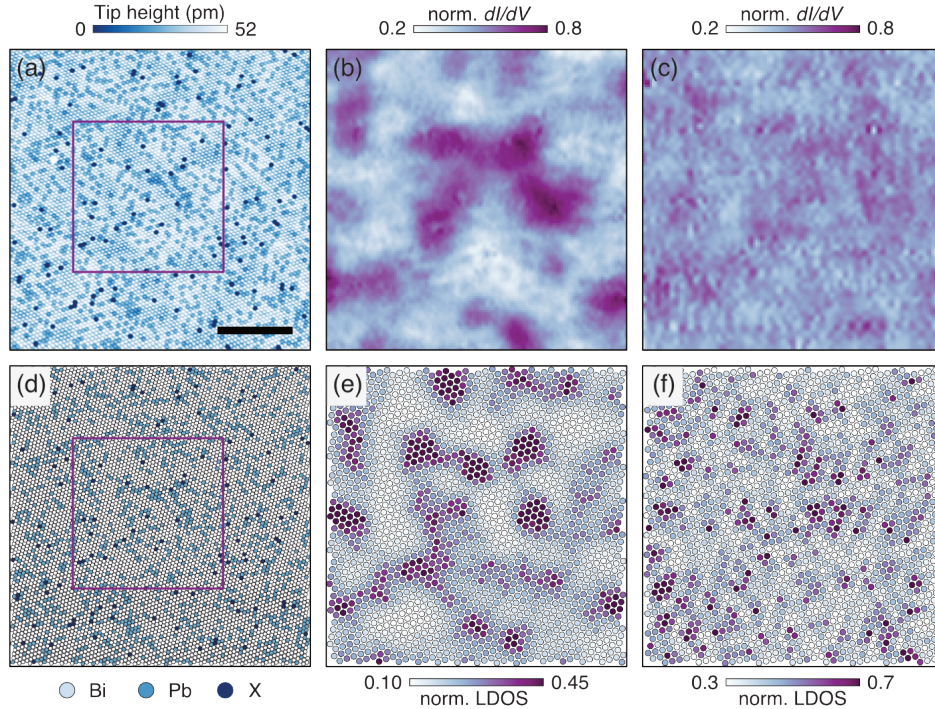 Tip height (pm)
0 52
norm. dI/dV
0.2 0.8
norm. dI/dV
0.2 0.8
(a)
(b)
(c)
(d)
(e)
(f)
Bi Pb X
0.10 0.45
norm. LDOS
0.3 0.7
norm. LDOS